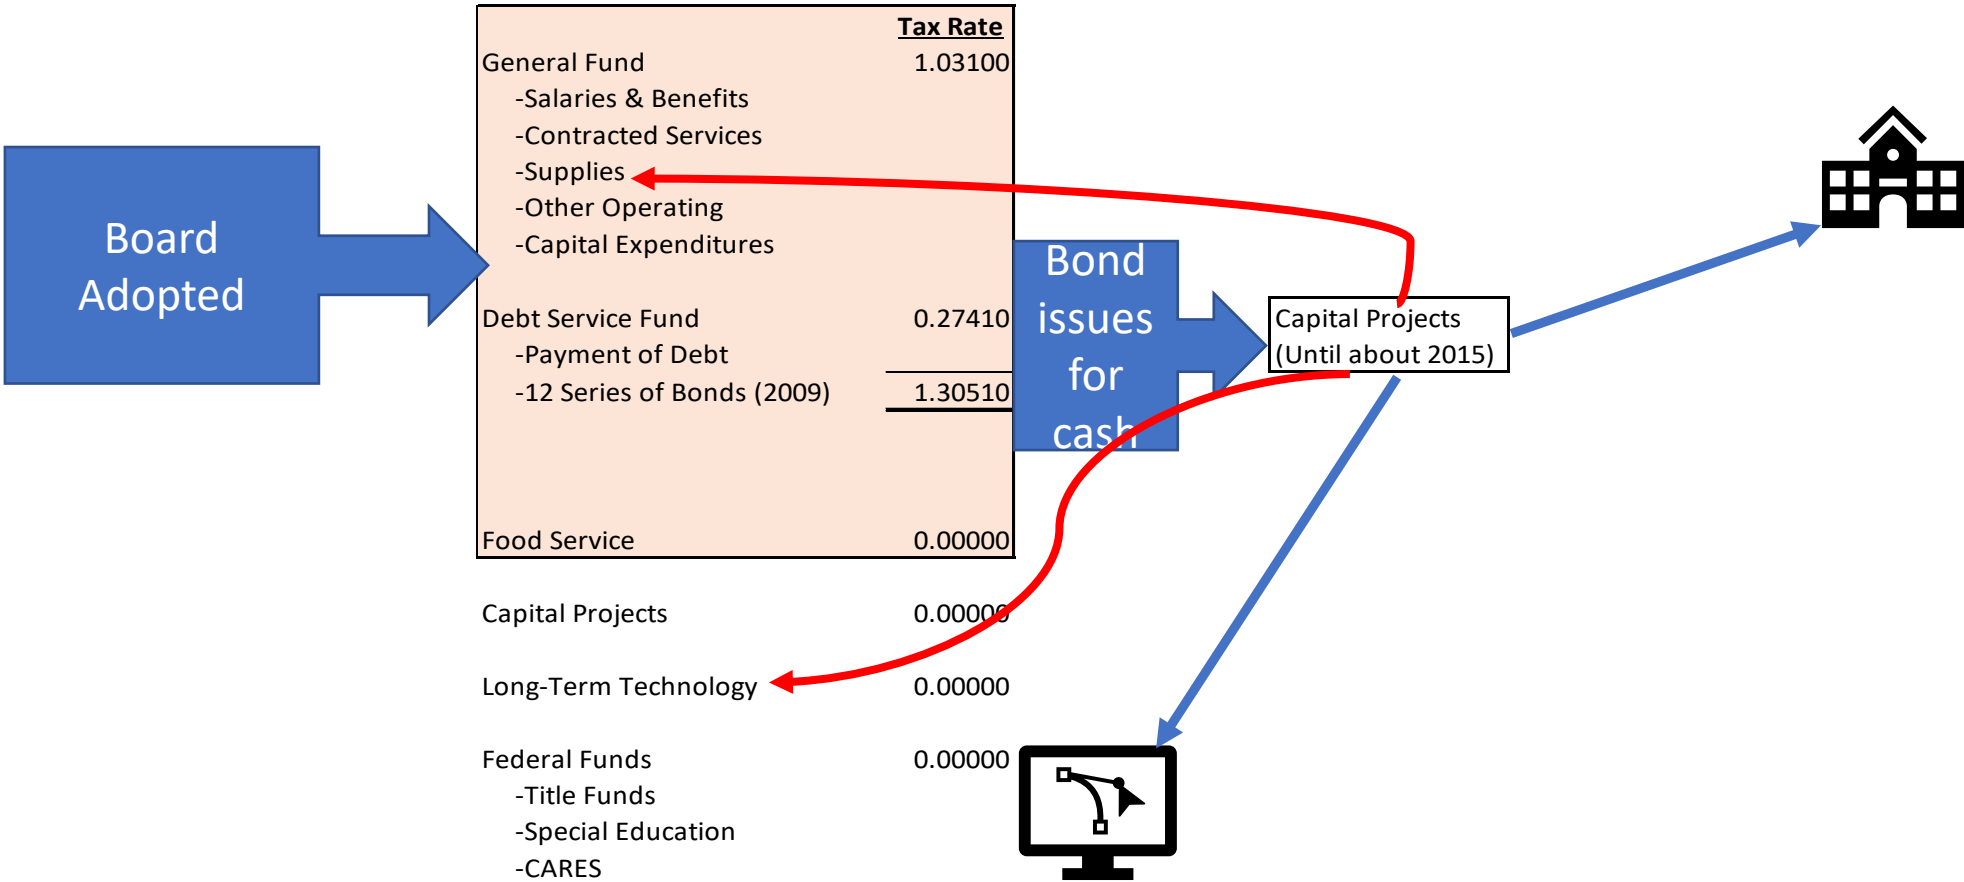 Tax Rate
General Fund 1.03100
-Salaries & Benefits
-Contracted Services
-Supplies
-Other Operating
-Capital Expenditures
Debt Service Fund 0.27410
-Payment of Debt
-12 Series of Bonds (2009) 1.30510
Food Service 0.00000
Capital Projects 0.00000
Long-Term Technology 0.00000
Federal Funds 0.00000
-Title Funds
-Special Education
-CARES
Board
Adopted
Bond
issues
for
cash
Capital Projects
(Until about 2015)